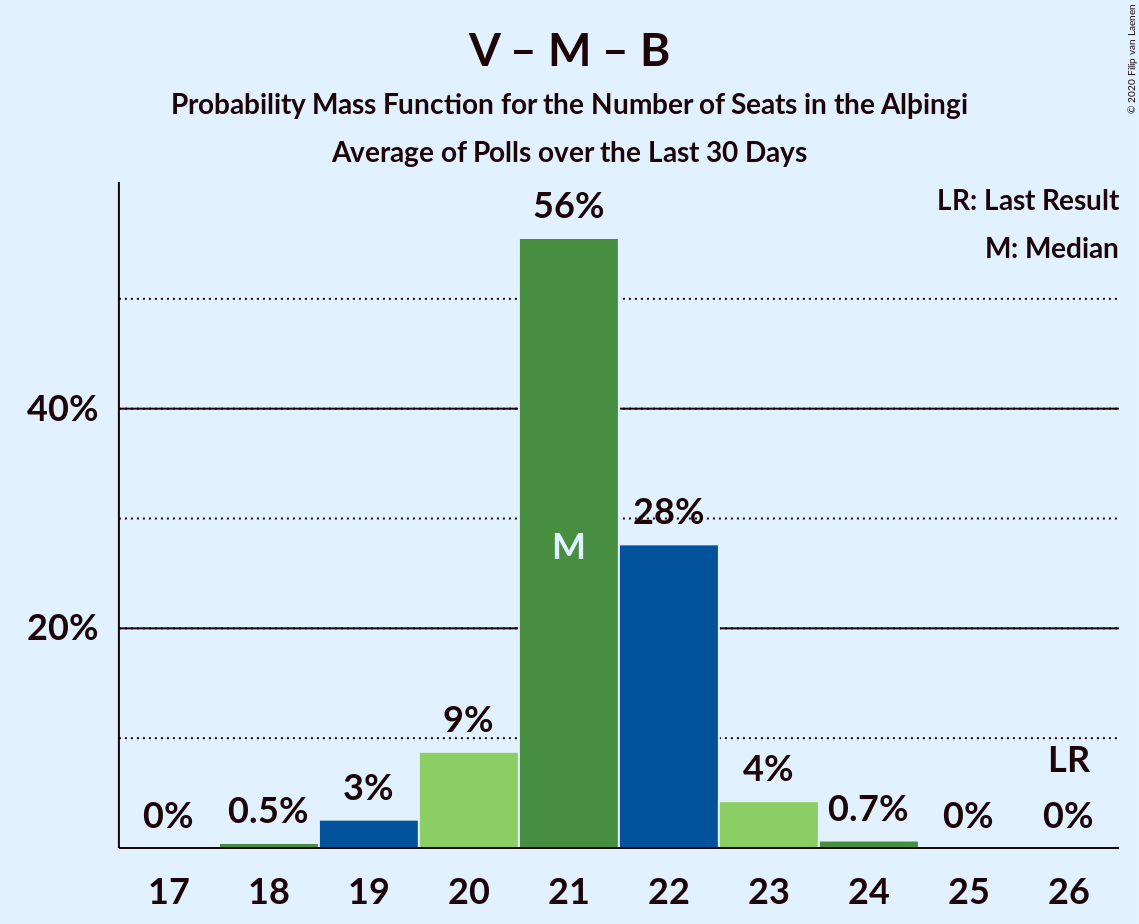 V – M – B
Probability Mass Function for the Number of Seats in the Alþingi
Average of Polls over the Last 30 Days
© 2020 Filip van Laenen
LR: Last Result
M: Median
56%
40%
28%
M
20%
9%
4%
LR
3%
0%
0.5%
0.7%
0%
0%
17 18 19 20 21 22 23 24 25 26